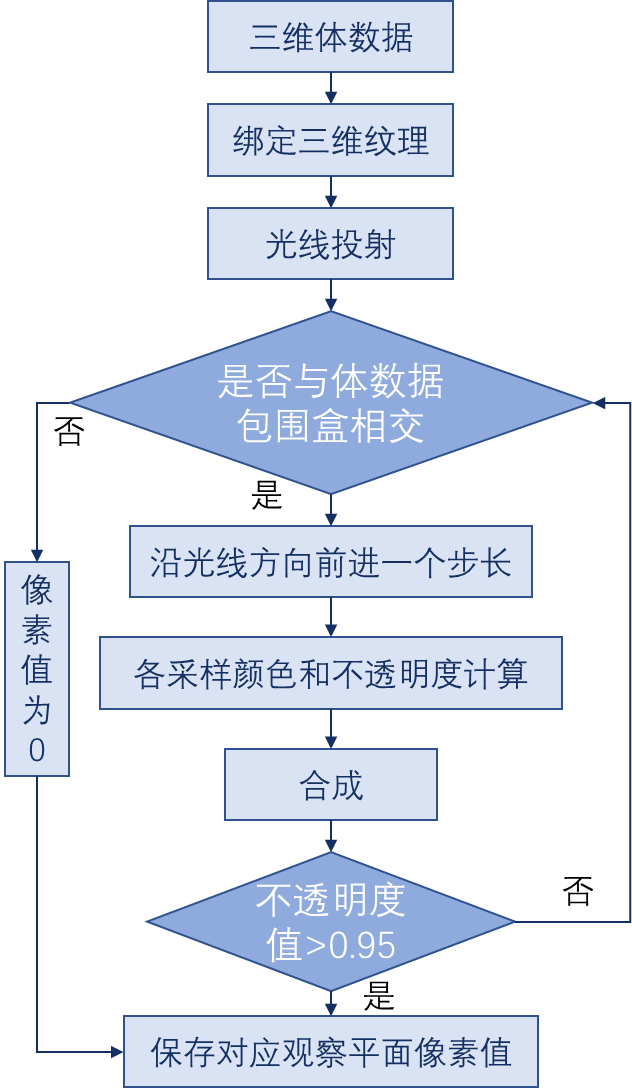 三维体数据
绑定三维纹理
光线投射
是否与体数据
包围盒相交
否
是
沿光线方向前进一个步长
像
素
值
为
0
各采样颜色和不透明度计算
合成
不透明度
值>0.95
否
是
保存对应观察平面像素值